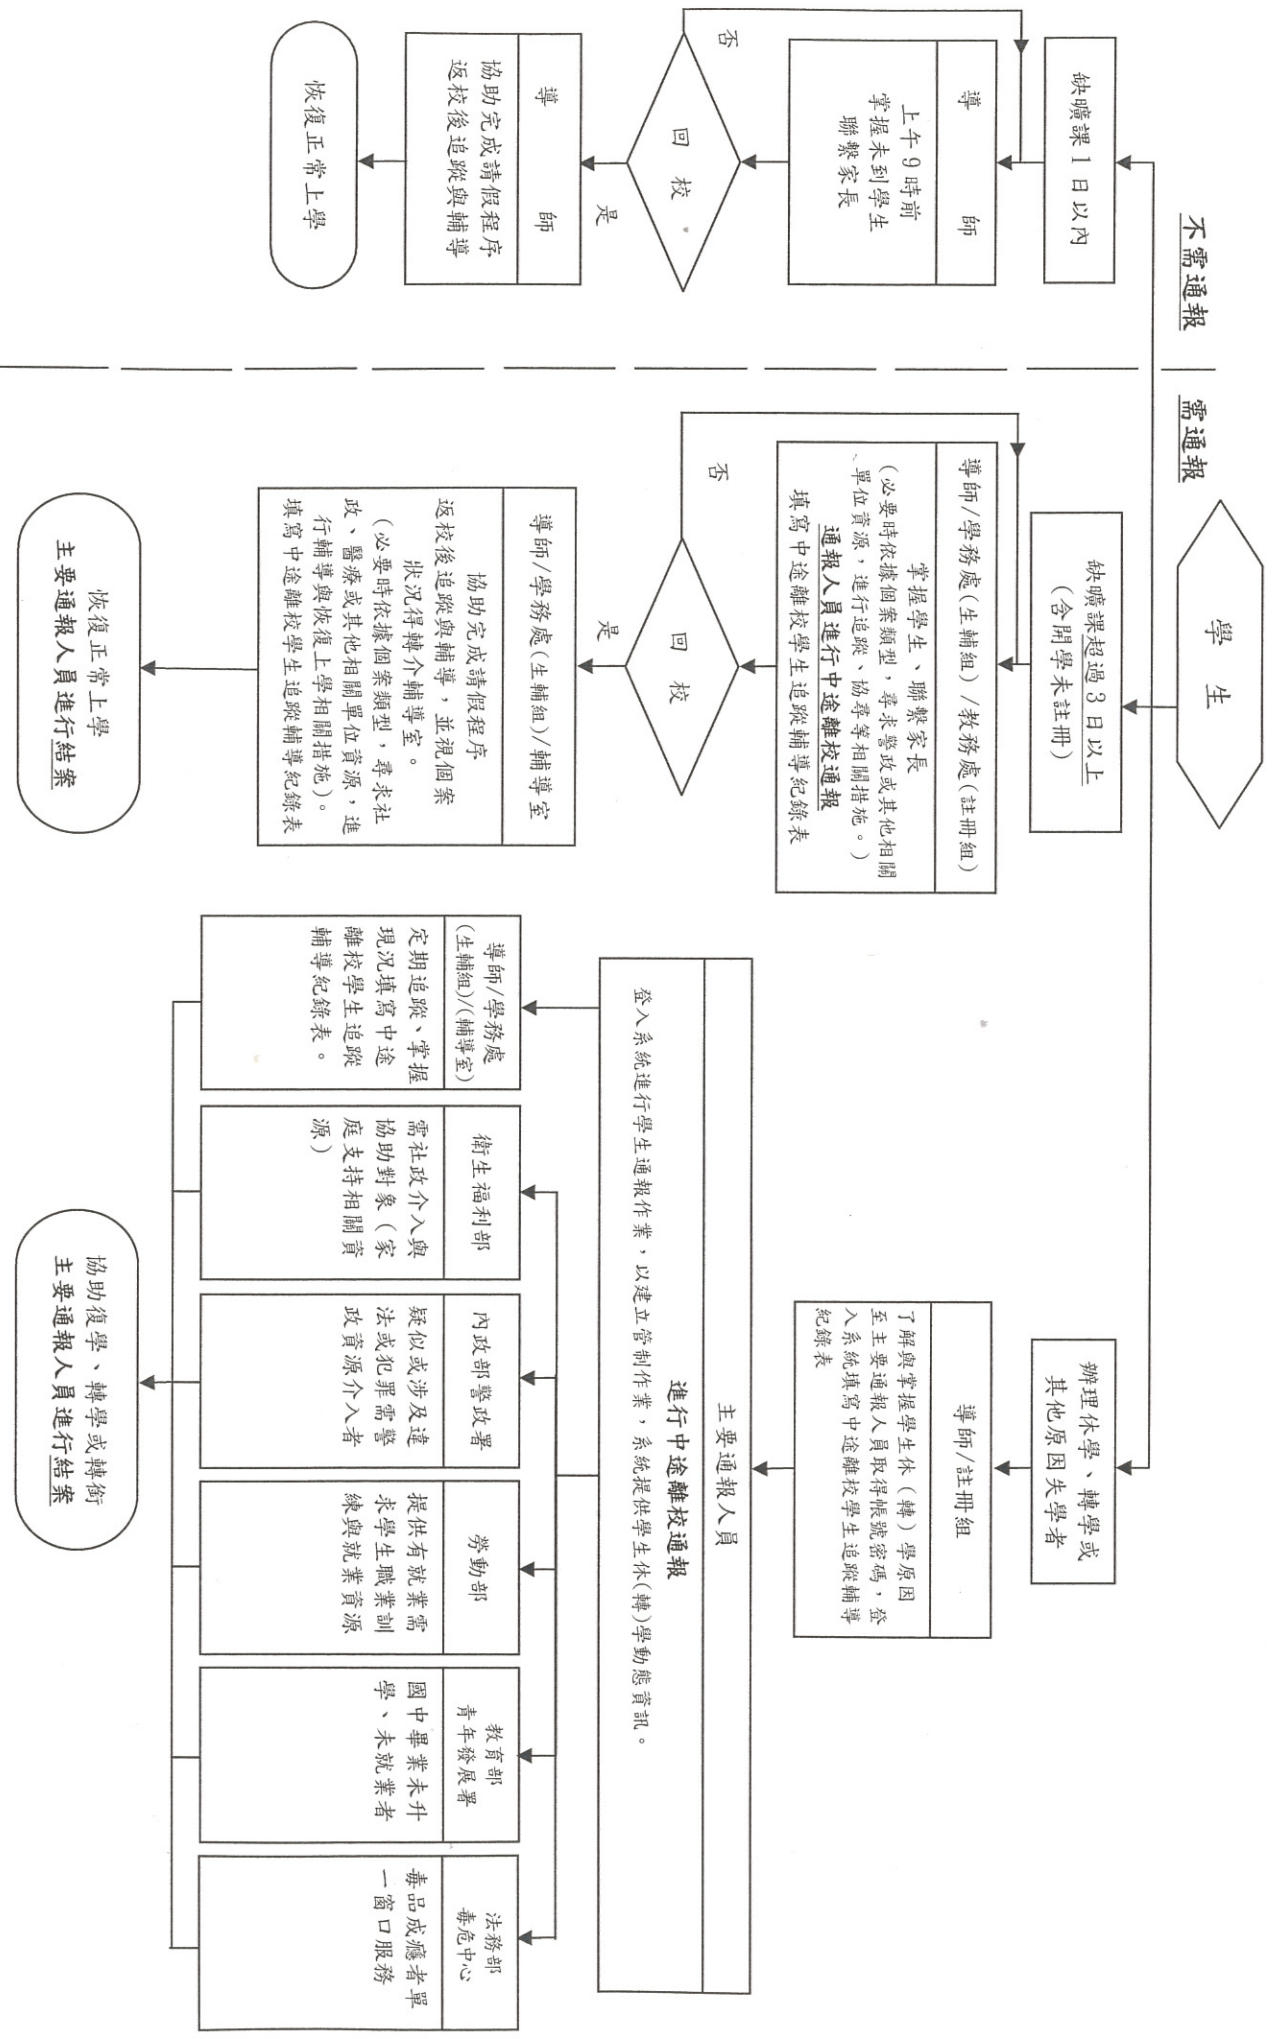 學 生
不需通報
需通報
缺曠課1日以內
導 師
上午9時前
掌握未到學生
聯繫家長
回 校
否
是
導 師
協助完成請假程序
返校後追蹤與輔導
恢復正常上學
缺曠課超過3日以上
(含開學未註冊)
導師/學務處(生輔組)/教務處(註冊組)
掌握學生、聯繫家長
(必要時依據個案類型,尋求警政或其他相關
單位資源,進行追蹤、協尋等相關措施。)
通報人員進行中途離校通報
填寫中途離校學生追蹤輔導紀錄表
回 校
否
是
導師/學務處(生輔組)/輔導室
協助完成請假程序
返校後追蹤與輔導,並視個案
狀況得轉介輔導室。
(必要時依據個案類型,尋求社
政、醫療或其他相關單位資源,進
行輔導與恢復上學相關措施)。
填寫中途離校學生追蹤輔導紀錄表
恢復正常上學
主要通報人員進行結案
辦理休學、轉學或
其他原因失學者
導師/註冊組
了解與掌握學生休(轉)學原因
至主要通報人員取得帳號密碼,登
入系統填寫中途離校學生追蹤輔導
紀錄表
主要通報人員
進行中途離校通報
登入系統進行學生通報作業,以建立管制作業,系統提供學生休(轉)學動態資訊。
導師/學務處
(生輔組)/(輔導室)
定期追蹤、掌握
現況填寫中途
離校學生追蹤
輔導紀錄表。
衛生福利部
需社政介入與
協助對象(家
庭支持相關資
源)
內政部警政署
疑似或涉及違
法或犯罪需警
政資源介入者
勞動部
提供有就業需
求學生職業訓
練與就業資源
教育部
青年發展署
國中畢業未升
學、未就業者
法務部
毒危中心
毒品成癮者單
一窗口服務
協助復學、轉學或轉銜
主要通報人員進行結案